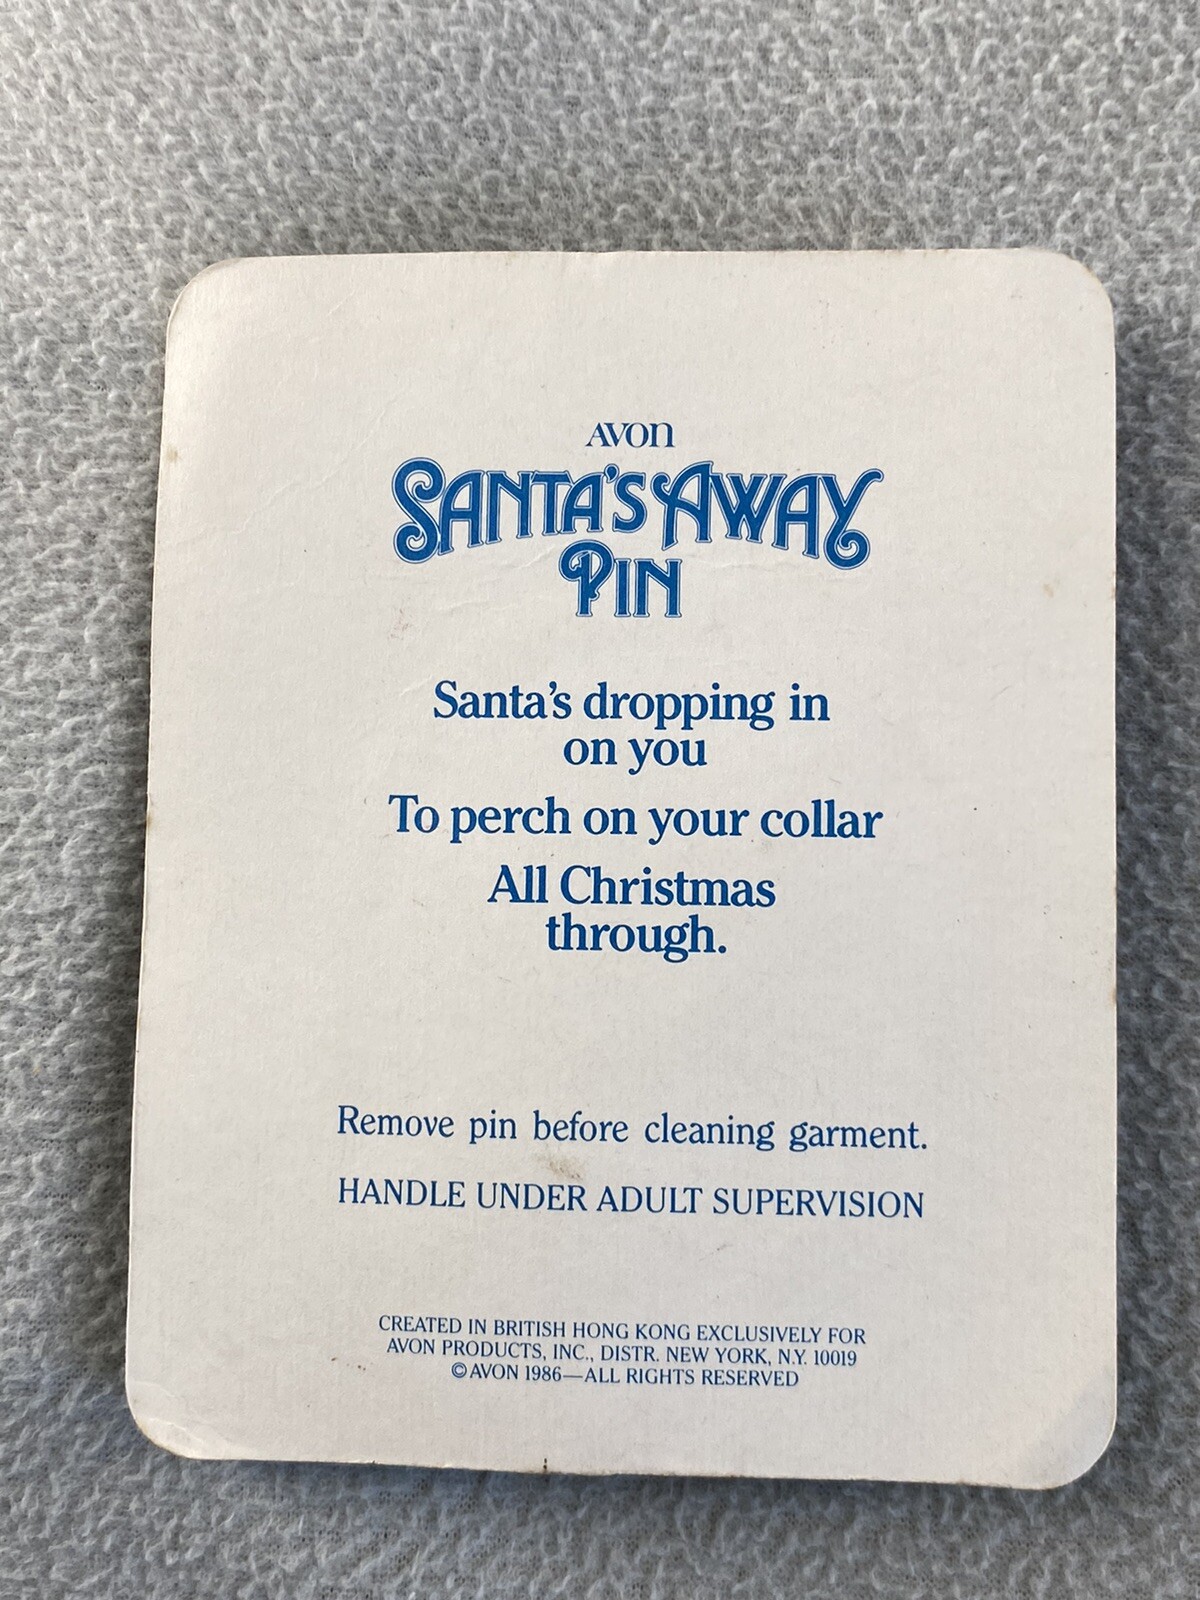 AVON
SANTA'S AWAY
PIN
Santa's dropping in
on you
To perch on your collar
All Christmas
through.
Remove pin before cleaning garment.
HANDLE UNDER ADULT SUPERVISION
CREATED IN BRITISH HONG KONG EXCLUSIVELY FOR
AVON PRODUCTS, INC., DISTR. NEW YORK, N.Y. 10019
© AVON 1986—ALL RIGHTS RESERVED